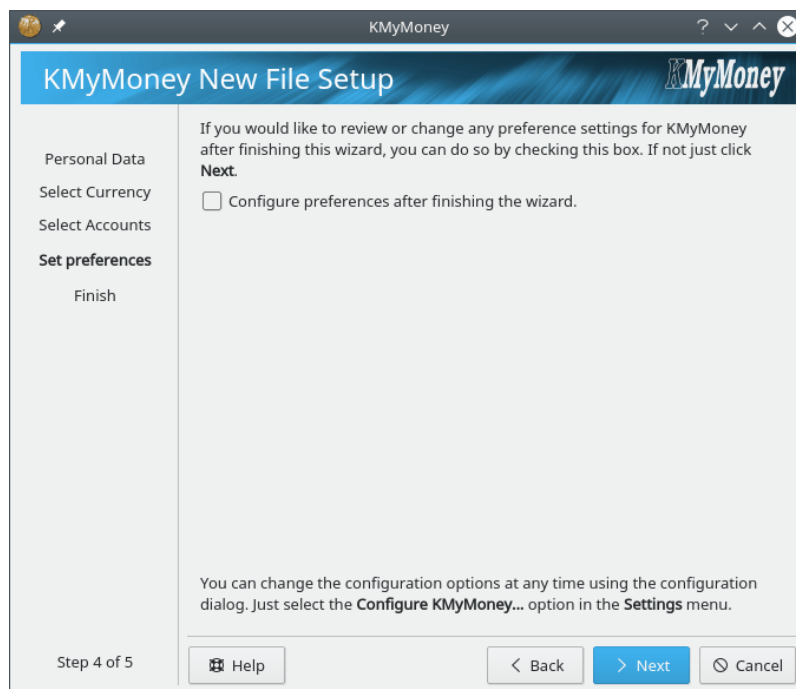 KMyMoney
KMyMoney New File Setup
KMyMoney
Personal Data
Select Currency
Select Accounts
Set preferences
Finish
If you would like to review or change any preference settings for KMyMoney
after finishing this wizard, you can do so by checking this box. If not just click
Next.
Configure preferences after finishing the wizard.
You can change the configuration options at any time using the configuration
dialog. Just select the Configure KMyMoney... option in the Settings menu.
Step 4 of 5
Help
Back
Next
Cancel